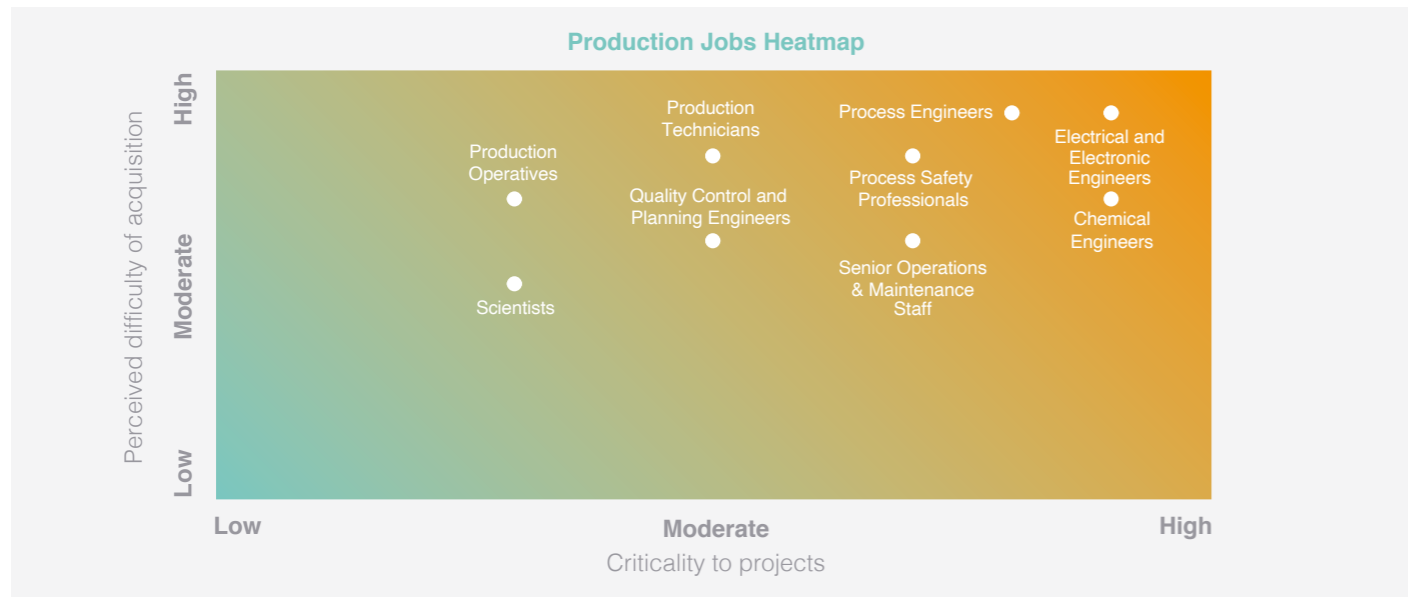 Production Jobs Heatmap
Perceived difficulty of acquisition
High
Moderate
Low
Production
Technicians
Process Engineers
Electrical and
Electronic
Engineers
Production
Operatives
Quality Control and
Planning Engineers
Process Safety
Professionals
Chemical
Engineers
Senior Operations
& Maintenance
Staff
Scientists
Low
Moderate
High
Criticality to projects